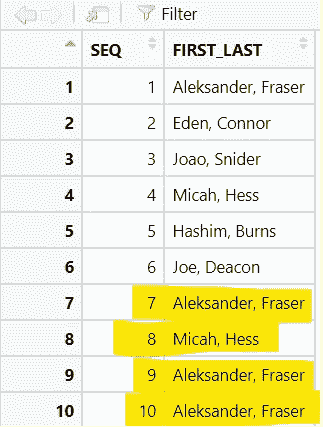 Filter
SEQ FIRST_LAST
1 1 Aleksander, Fraser
2 2 Eden, Connor
3 3 Joao, Snider
4 4 Micah, Hess
5 5 Hashim, Burns
6 6 Joe, Deacon
7 7 Aleksander, Fraser
8 8 Micah, Hess
9 9 Aleksander, Fraser
10 10 Aleksander, Fraser